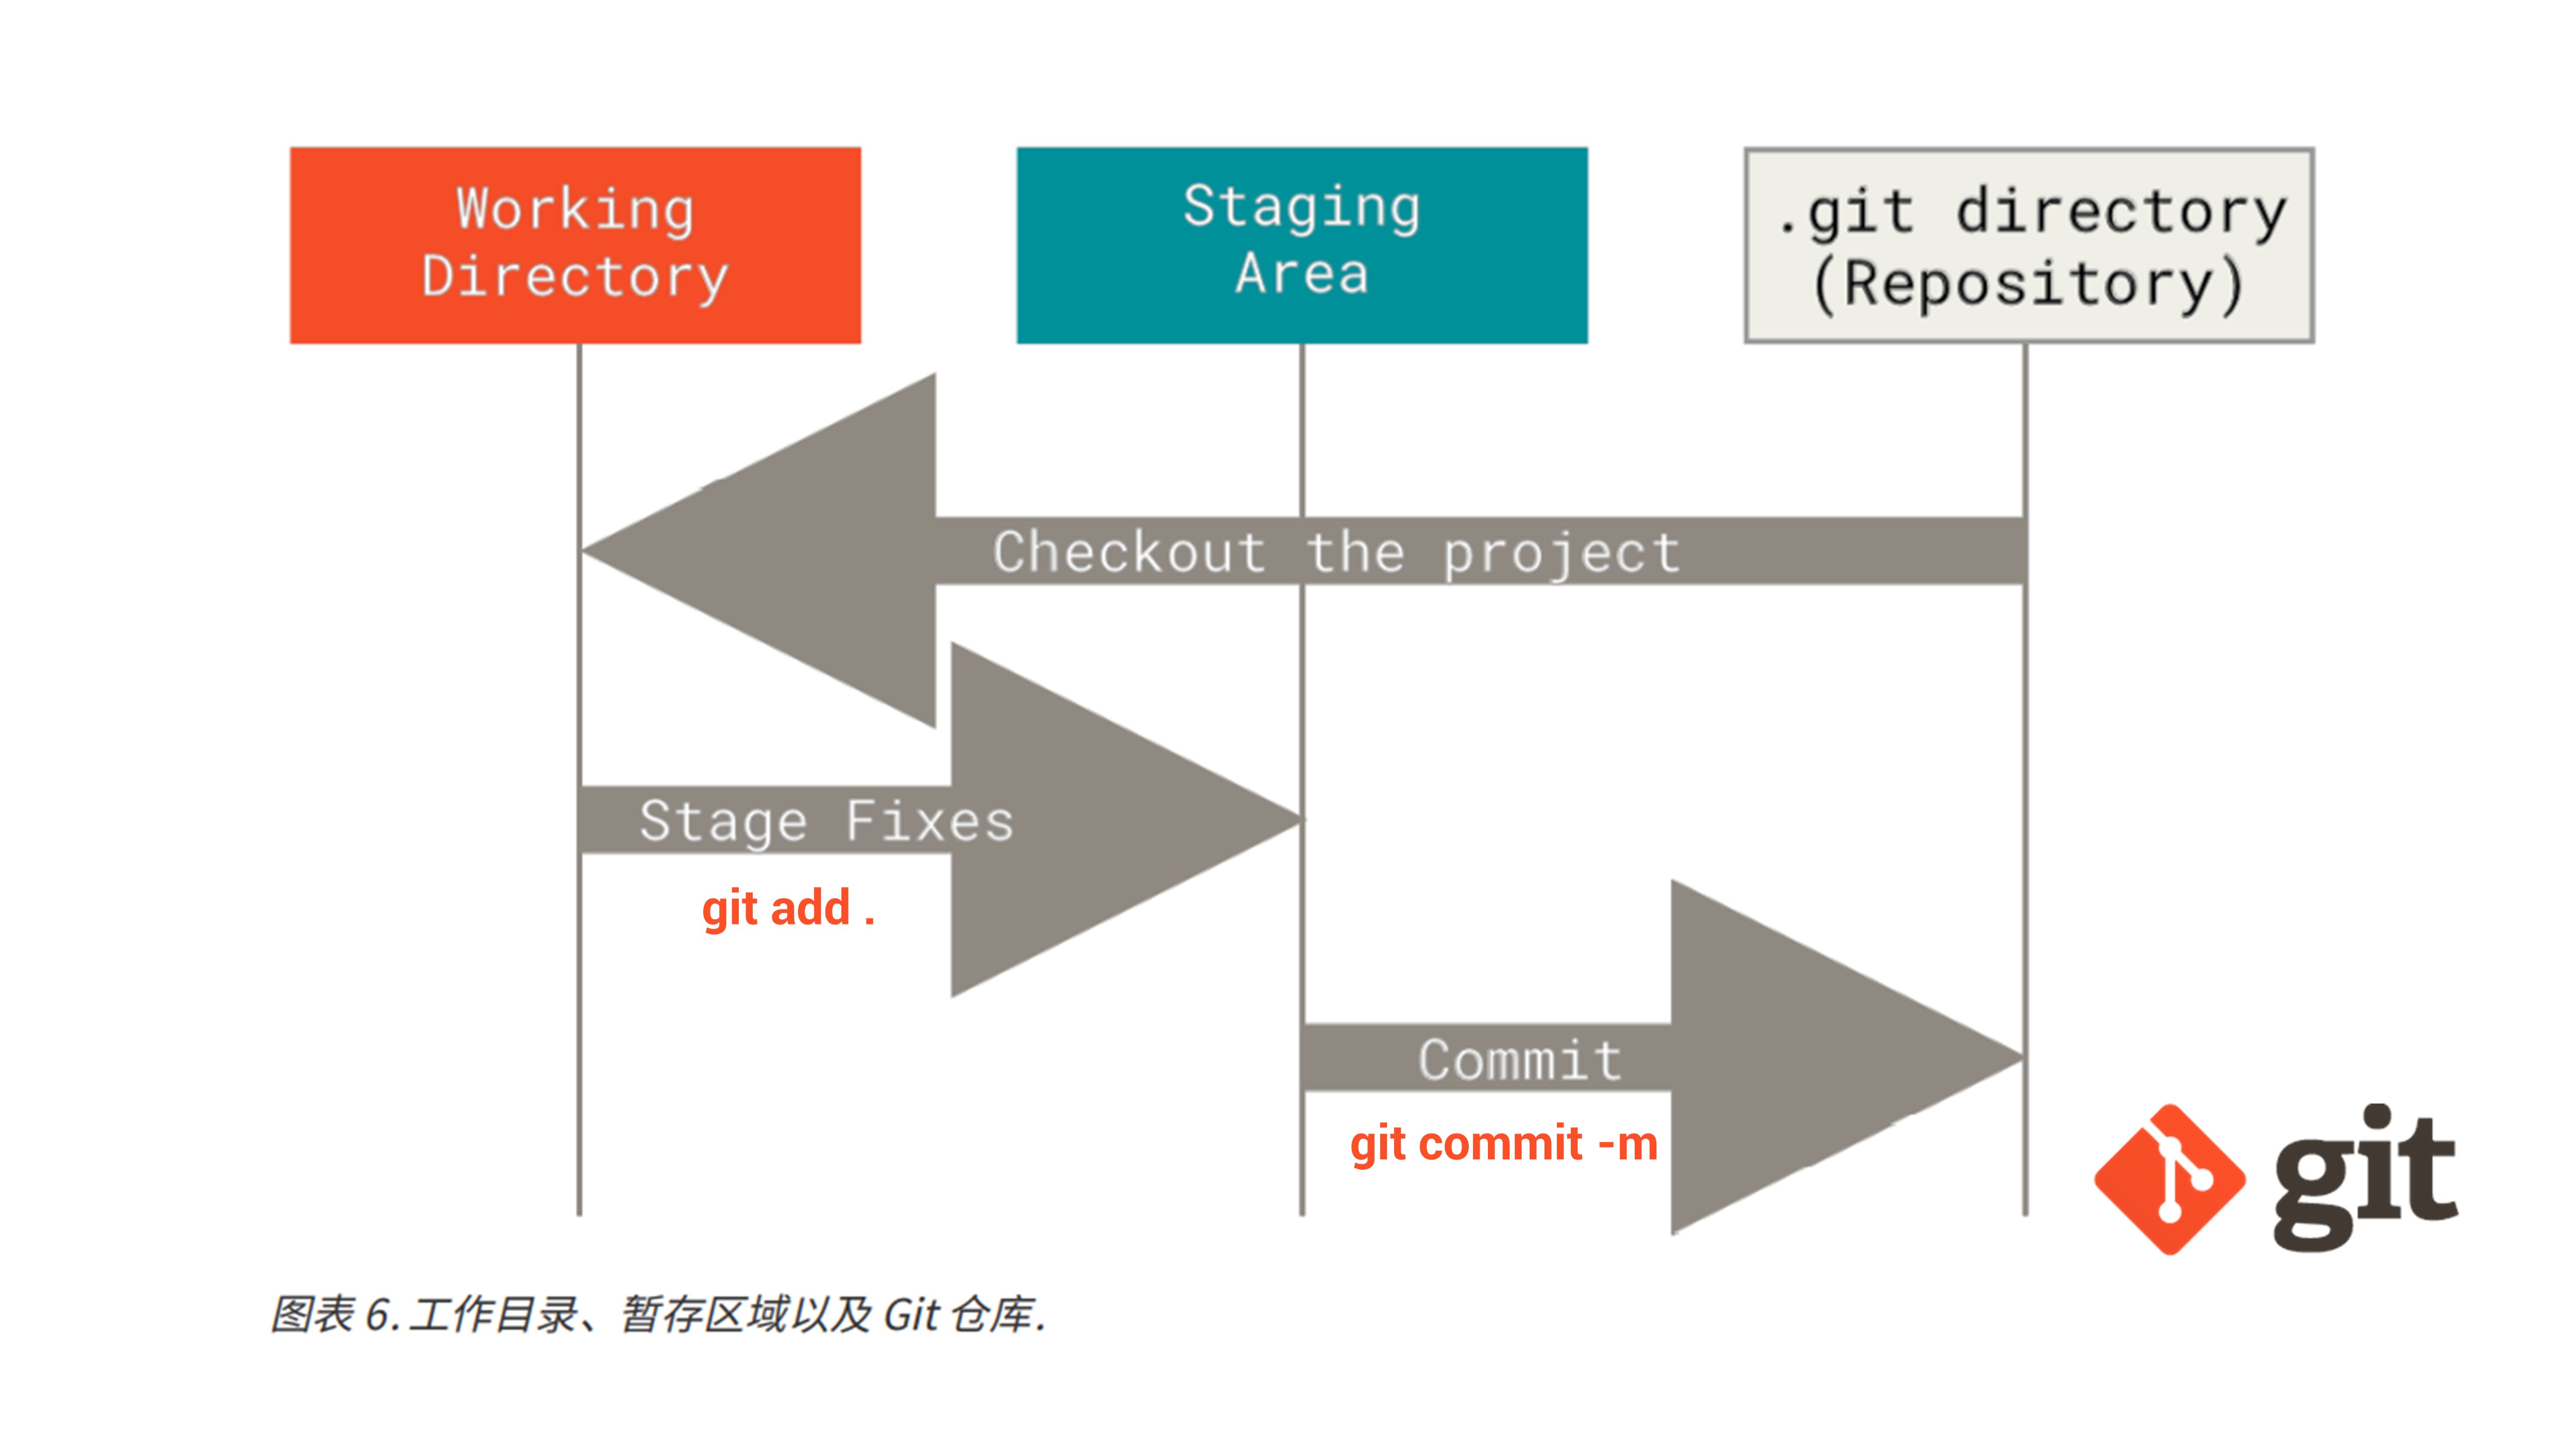 Working
Directory
Staging
Area
.git directory
(Repository)
Checkout the project
Stage Fixes
git add .
Commit
git commit -m
git
图表 6. 工作目录、暂存区域以及 Git 仓库.